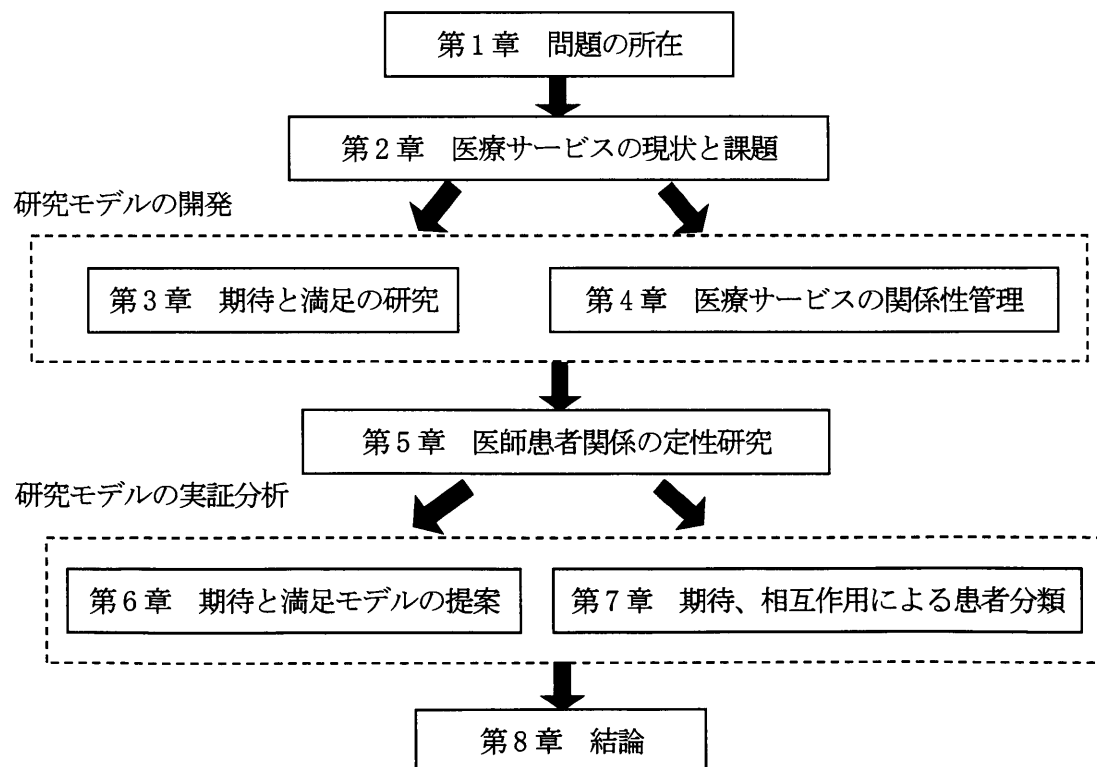 第1章　問題の所在
第2章　医療サービスの現状と課題
研究モデルの開発
第3章　期待と満足の研究
第4章　医療サービスの関係性管理
第5章　医師患者関係の定性研究
研究モデルの実証分析
第6章　期待と満足モデルの提案
第7章　期待、相互作用による患者分類
第8章　結論